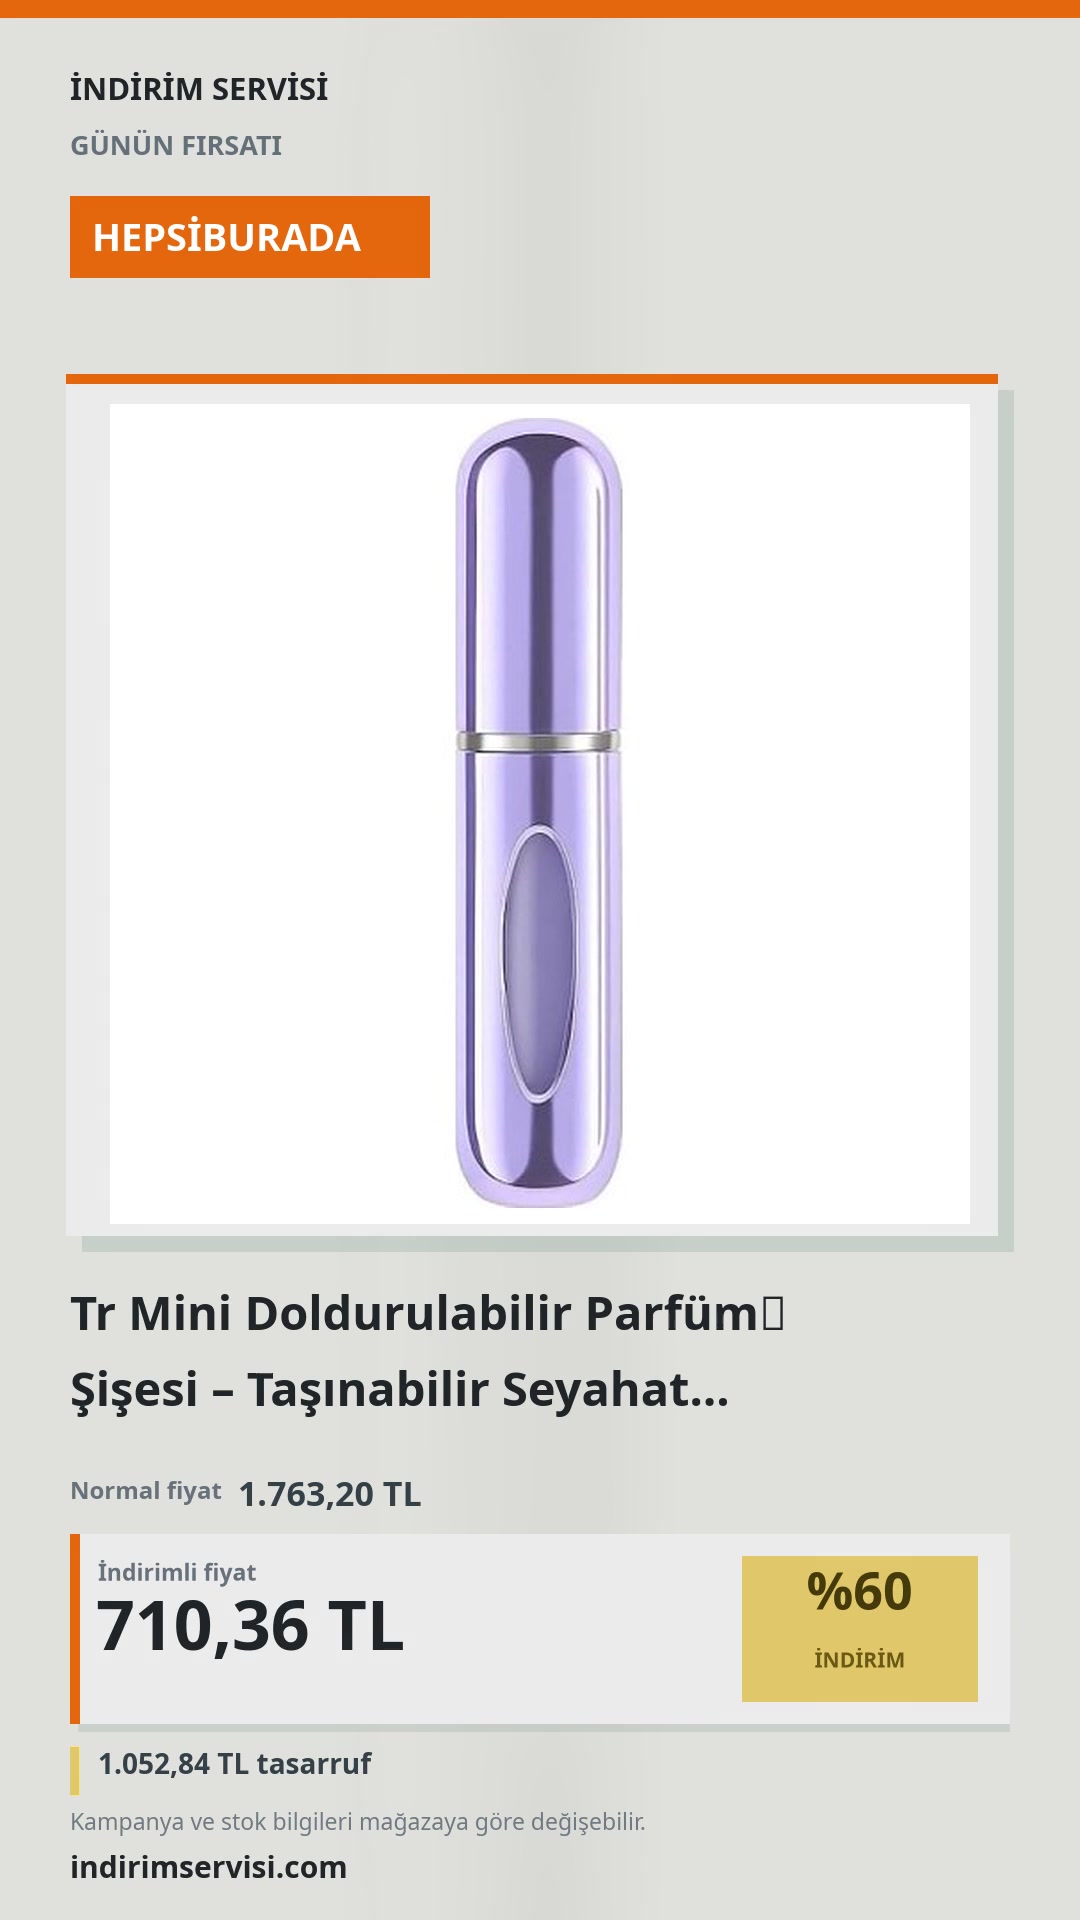 İNDİRİM SERVİSİ
GÜNÜN FIRSATI
HEPSİBURADA
Tr Mini Doldurulabilir Parfüm
Şişesi – Taşınabilir Seyahat...
Normal fiyat 1.763,20 TL
İndirimli fiyat
710,36 TL
%60
İNDİRİM
1.052,84 TL tasarruf
Kampanya ve stok bilgileri mağazaya göre değişebilir.
indirimservisi.com